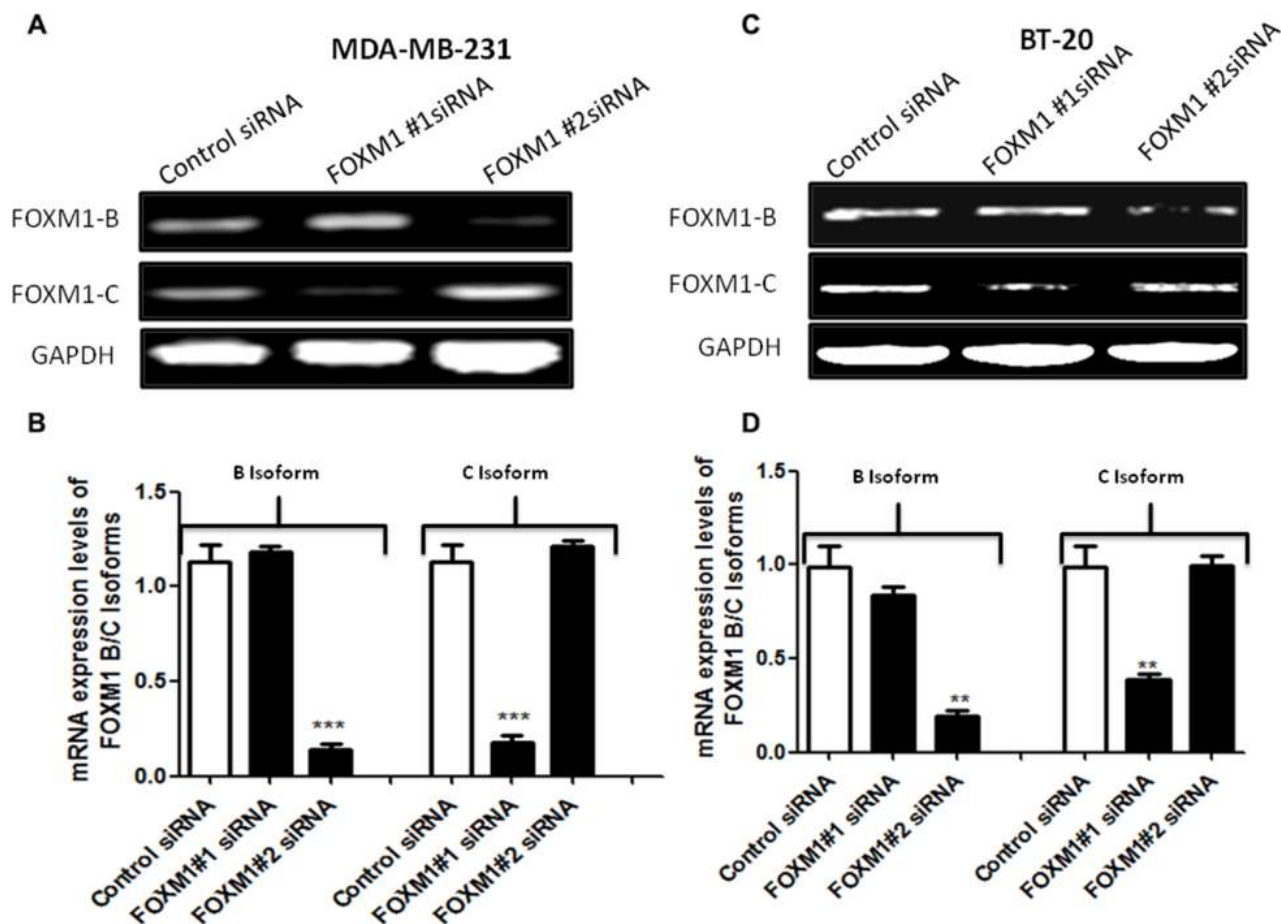 A
MDA-MB-231
Control siRNA
FOXM1 #1siRNA
FOXM1 #2siRNA
FOXM1-B
FOXM1-C
GAPDH
C
BT-20
Control siRNA
FOXM1 #1siRNA
FOXM1 #2siRNA
FOXM1-B
FOXM1-C
GAPDH
B
mRNA expression levels of
FOXM1 B/C Isoforms
1.5
1.0
0.5
0.0
B Isoform
C Isoform
***
***
Control siRNA
FOXM1#1 siRNA
FOXM1#2 siRNA
Control siRNA
FOXM1#1 siRNA
FOXM1#2 siRNA
D
mRNA expression levels of
FOXM1 B/C Isoforms
1.5
1.0
0.5
0.0
B Isoform
C Isoform
**
**
Control siRNA
FOXM1#1 siRNA
FOXM1#2 siRNA
Control siRNA
FOXM1#1 siRNA
FOXM1#2 siRNA